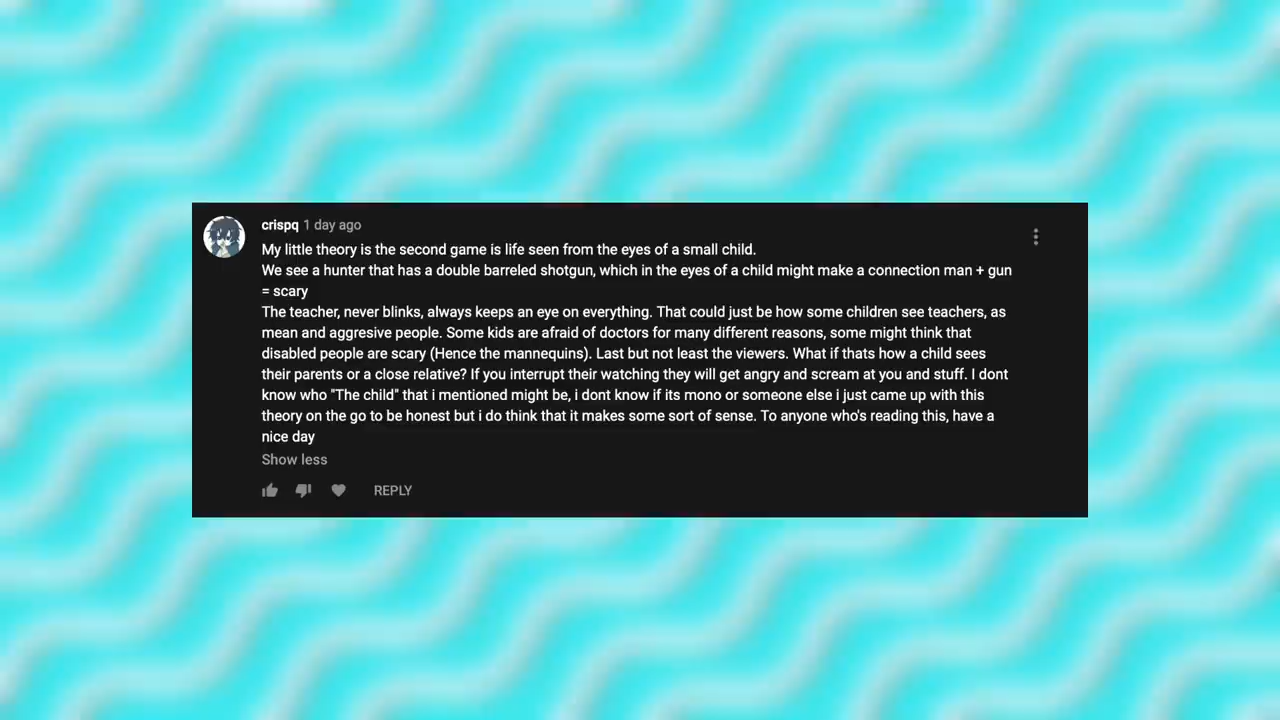 crispq 1 day ago
My little theory is the second game is life seen from the eyes of a small child.
We see a hunter that has a double barreled shotgun, which in the eyes of a child might make a connection man + gun
= scary
The teacher, never blinks, always keeps an eye on everything. That could just be how some children see teachers, as
mean and aggresive people. Some kids are afraid of doctors for many different reasons, some might think that
disabled people are scary (Hence the mannequins). Last but not least the viewers. What if thats how a child sees
their parents or a close relative? If you interrupt their watching they will get angry and scream at you and stuff. I dont
know who "The child" that i mentioned might be, i dont know if its mono or someone else i just came up with this
theory on the go to be honest but i do think that it makes some sort of sense. To anyone who's reading this, have a
nice day
Show less
REPLY